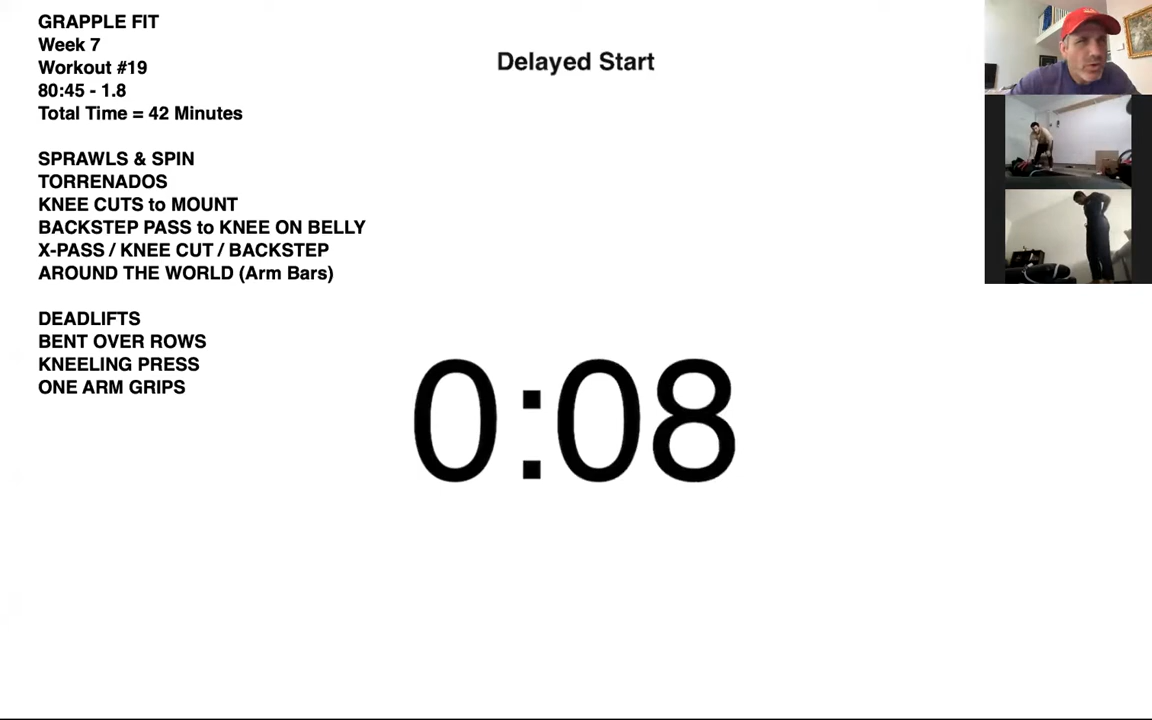 GRAPPLE FIT
Week 7
Workout #19
80:45 - 1.8
Total Time = 42 Minutes
SPRAWLS & SPIN
TORRENADOS
KNEE CUTS to MOUNT
BACKSTEP PASS to KNEE ON BELLY
X-PASS / KNEE CUT / BACKSTEP
AROUND THE WORLD (Arm Bars)
DEADLIFTS
BENT OVER ROWS
KNEELING PRESS
ONE ARM GRIPS
Delayed Start
0:08